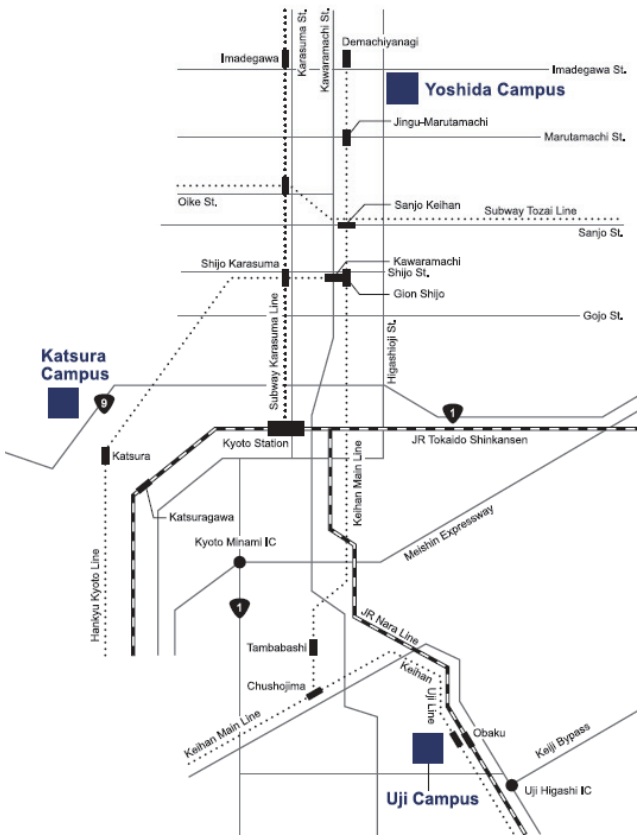 Karasuma St.
Kawaramachi St.
Imadegawa
Demachiyanagi
Imadegawa St.
Yoshida Campus
Jingu-Marutamachi
Marutamachi St.
Oike St.
Sanjo Keihan
Subway Tozai Line
Sanjo St.
Shijo Karasuma
Kawaramachi
Shijo St.
Gion Shijo
Subway Karasuma Line
Gojo St.
Higashioji St.
Katsura
Campus
9
1
Kyoto Station
JR Tokaido Shinkansen
Katsura
Keihan Main Line
Katsuragawa
Meishin Expressway
Kyoto Minami IC
Hankyu Kyoto Line
1
JR Nara Line
Tambabashi
Keihan
Uji Line
Chushojima
Keihan Main Line
Obaku
Keiji Bypass
Uji Campus
Uji Higashi IC